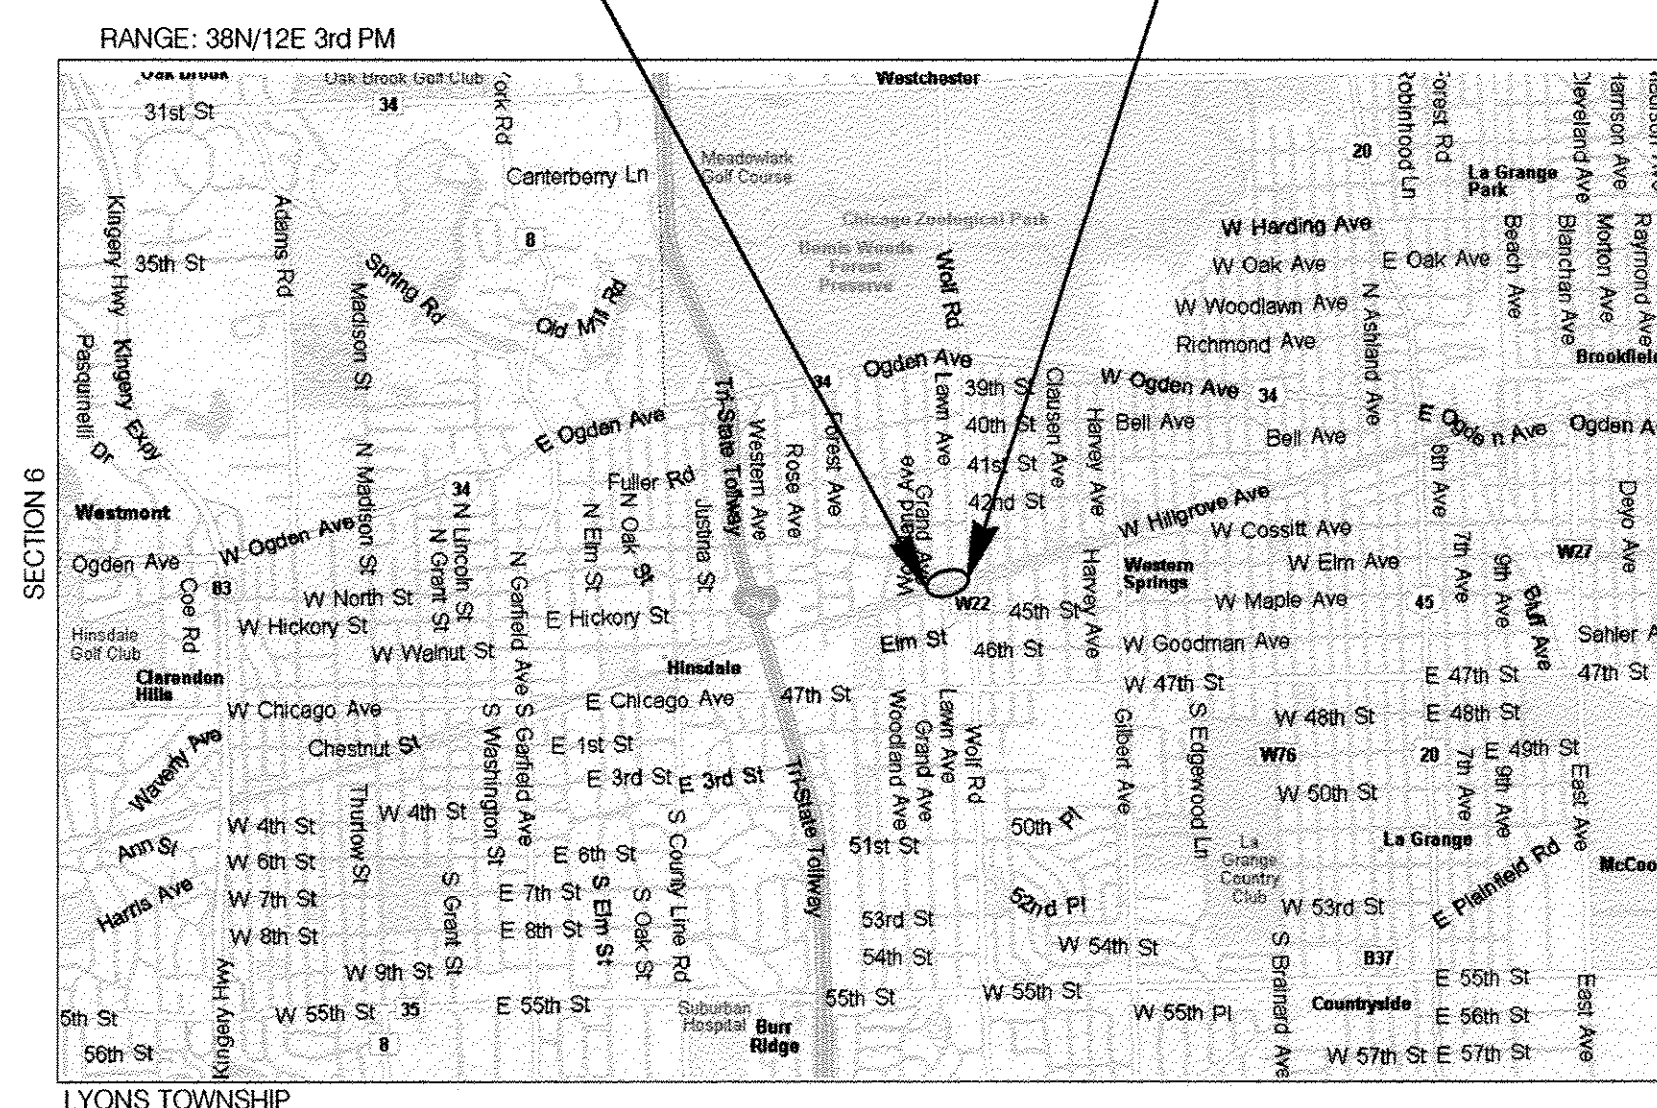 RANGE: 38N/12E 3rd PM
Oak Brook
Oak Brook Golf Club
Westchester
34
31st St
York Rd
Robinhood Ln
Forest Rd
Cleveland Ave
Harrison Ave
20
Meadowlark
Golf Course
Canterberry Ln
La Grange
Park
Kingery Hwy
Adams Rd
Chicago Zoological Park
Bemis Woods
Forest
Preserve
W Harding Ave
8
35th St
Spring Rd
Wolf Rd
W Oak Ave
E Oak Ave
Beach Ave
Blanchan Ave
Morton Ave
Raymond Ave
Madison St
Old Mill Rd
W Woodlawn Ave
N Ashland Ave
Richmond Ave
Pasquinelli
Dr
Kingery Expy
Brookfield
Ogden Ave
34
39th St
W Ogden Ave
34
Tri-State Tollway
Lawn Ave
Clausen Ave
E Ogden Ave
Western Ave
Rose Ave
Forest Ave
40th St
Harvey Ave
Bell Ave
Bell Ave
E Ogden Ave
Ogden A
N Madison St
41st St
6th Ave
SECTION 6
Fuller Rd
34
42nd St
W Hillgrove Ave
Devo Ave
Westmont
W Ogden Ave
N Grant St
N Lincoln St
N Elm St
N Oak St
Justina St
Woodland Ave
Grand Ave
W Cossitt Ave
7th Ave
W27
Ogden Ave
N Garfield Ave
Harvey Ave
Western
Springs
W Elm Ave
9th Ave
Bluff Ave
83
Coe Rd
W North St
W22
45th St
W Maple Ave
45
W Hickory St
E Hickory St
Hinsdale
Golf Club
W Walnut St
Elm St
46th St
W Goodman Ave
Sahler A
Clarendon
Hills
Hinsdale
47th St
W 47th St
E 47th St
47th St
W Chicago Ave
E Chicago Ave
W 48th St
E 48th St
Waverly Ave
Chestnut St
S Washington St
S Garfield Ave
E 1st St
Woodland Ave
Grand Ave
Lawn Ave
Wolf Rd
Gilbert Ave
S Edgewood Ln
W76
20
7th Ave
E 49th St
9th Ave
East Ave
E 3rd St
E 3rd St
Tri-State Tollway
W 50th St
Thurlow St
W 4th St
W 4th St
S County Line Rd
50th Pl
Ann St
51st St
La
Grange
Country
Club
La Grange
E Plainfield Rd
McCoo
W 6th St
E 6th St
Harris Ave
W 7th St
S Grant St
E 7th St
S Elm St
S Oak St
52nd Pl
W 53rd St
53rd St
W 8th St
E 8th St
54th St
W 54th St
S Brainard Ave
B37
Kingery Hwy
W 9th St
E 55th St
East Ave
W 55th St
35
E 55th St
Suburban
Hospital
55th St
W 55th St
Countryside
5th St
W 55th Pl
E 56th St
56th St
8
Burr
Ridge
W 57th St
E 57th St
LYONS TOWNSHIP